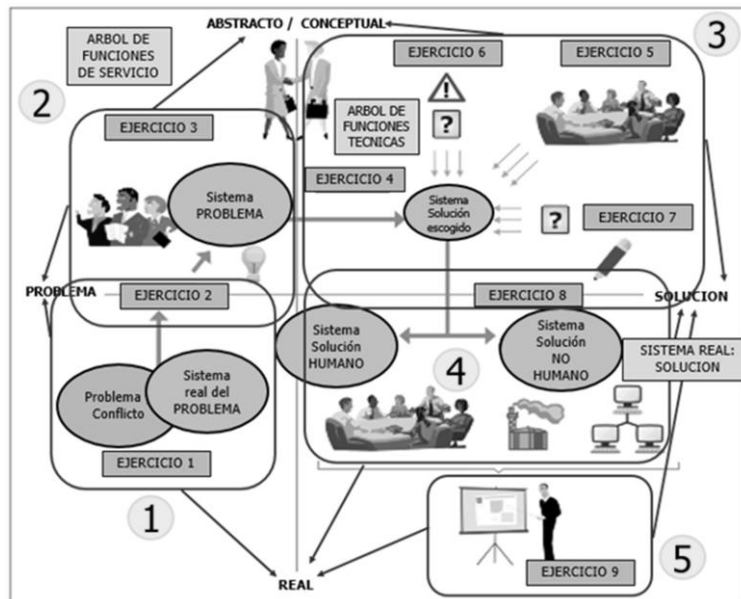 ABSTRACTO / CONCEPTUAL
ARBOL DE
FUNCIONES
DE SERVICIO
EJERCICIO 6
EJERCICIO 5
3
2
!
?
ARBOL DE
FUNCIONES
TECNICAS
EJERCICIO 3
EJERCICIO 4
Sistema
PROBLEMA
Sistema
Solución
escogido
?
EJERCICIO 7
PROBLEMA
EJERCICIO 2
EJERCICIO 8
SOLUCION
Sistema
Solución
HUMANO
Sistema
Solución
NO
HUMANO
SISTEMA REAL:
SOLUCION
4
Problema
Conflicto
Sistema
real del
PROBLEMA
EJERCICIO 1
1
5
EJERCICIO 9
REAL